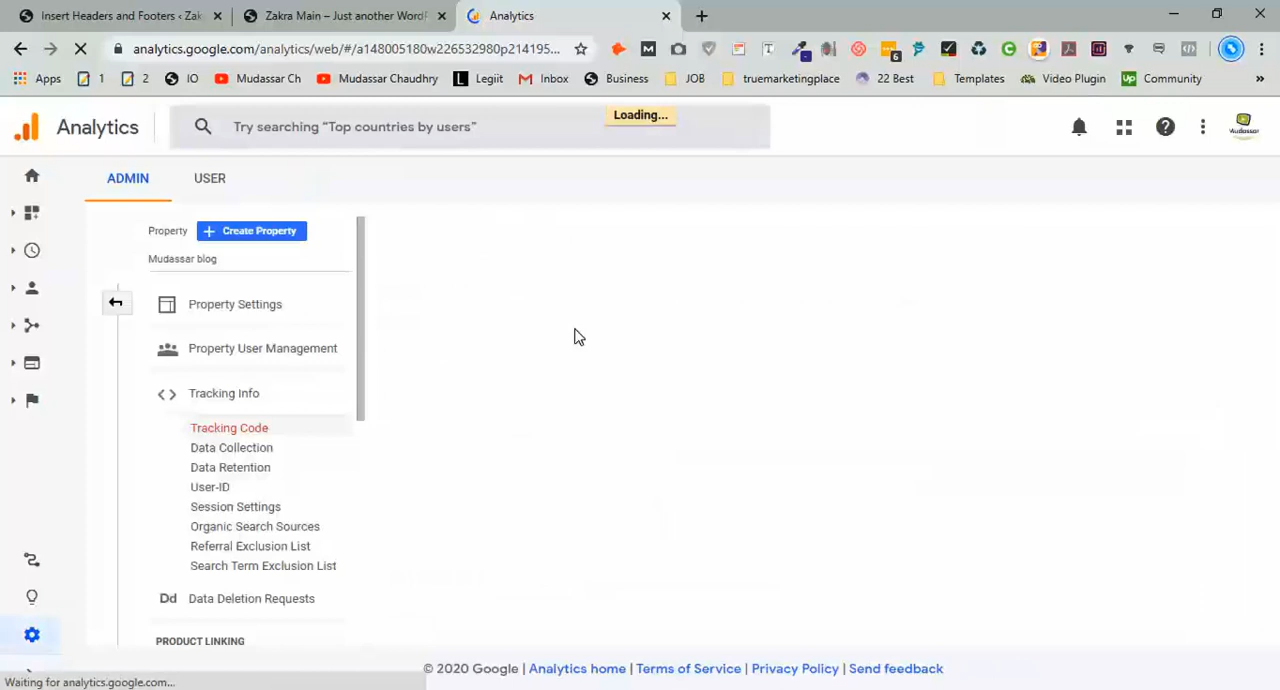 Insert Headers and Footers ‹ Zak
Zakra Main – Just another WordP
Analytics
analytics.google.com/analytics/web/#/a148005180w226532980p214195...
6
Apps
1
2
IO
Mudassar Ch
Mudassar Chaudhry
Legiit
Inbox
Business
JOB
truemarketingplace
22 Best
Templates
Video Plugin
Community
»
Analytics
Try searching “Top countries by users”
Loading...
Mudassar
ADMIN
USER
Property
+ Create Property
Mudassar blog
Property Settings
Property User Management
Tracking Info
Tracking Code
Data Collection
Data Retention
User-ID
Session Settings
Organic Search Sources
Referral Exclusion List
Search Term Exclusion List
Dd Data Deletion Requests
PRODUCT LINKING
© 2020 Google | Analytics home | Terms of Service | Privacy Policy | Send feedback
Waiting for analytics.google.com...